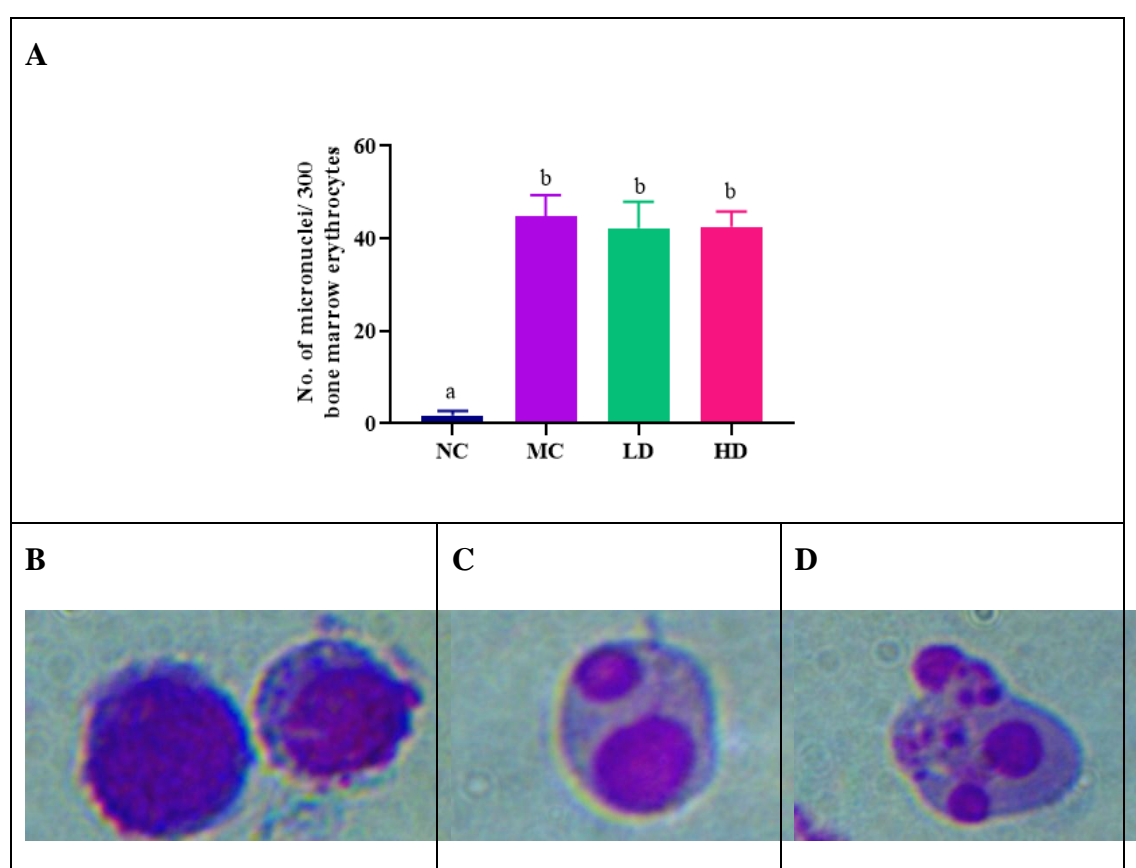 A
No. of micronuclei/ 300
bone marrow erythrocytes
60
40
20
0
a
b
b
b
NC
MC
LD
HD
B
C
D